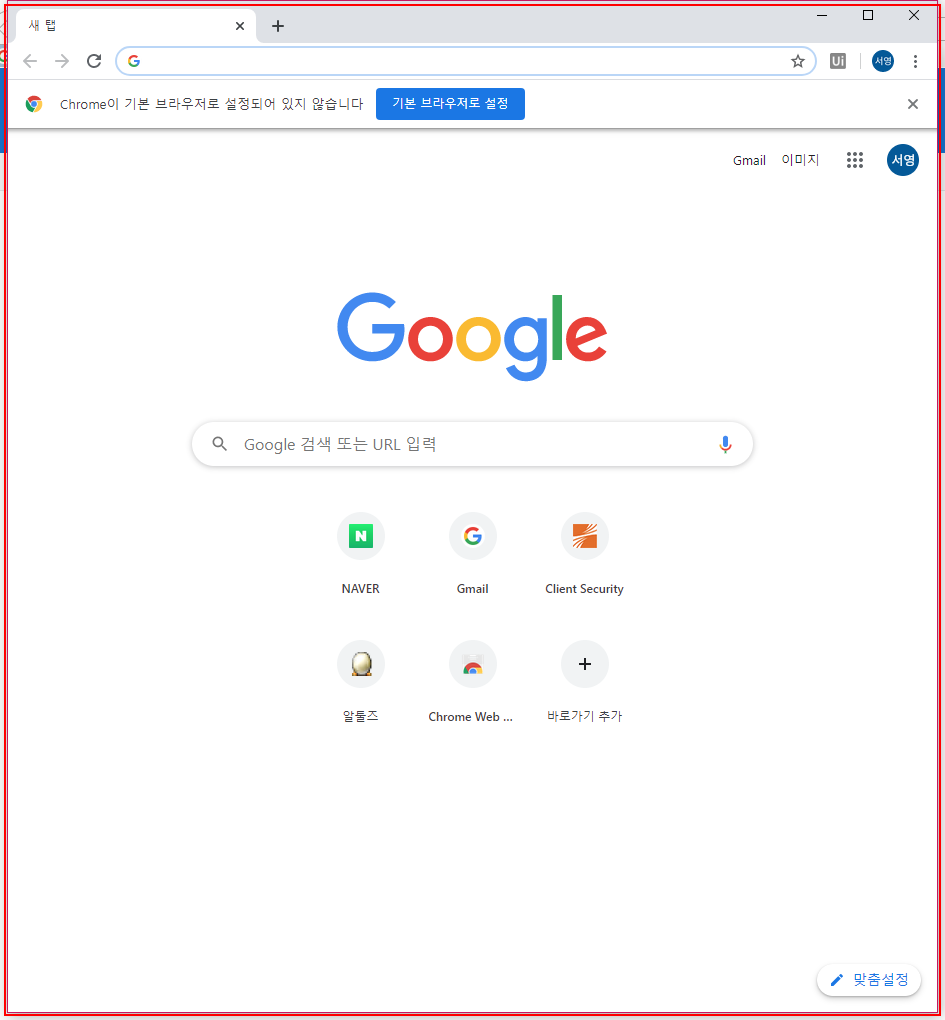 새 탭
Ui
서영
Chrome이 기본 브라우저로 설정되어 있지 않습니다
기본 브라우저로 설정
Gmail 이미지
서영
Google
Google 검색 또는 URL 입력
N
NAVER Gmail Client Security
알툴즈 Chrome Web ... 바로가기 추가
맞춤설정